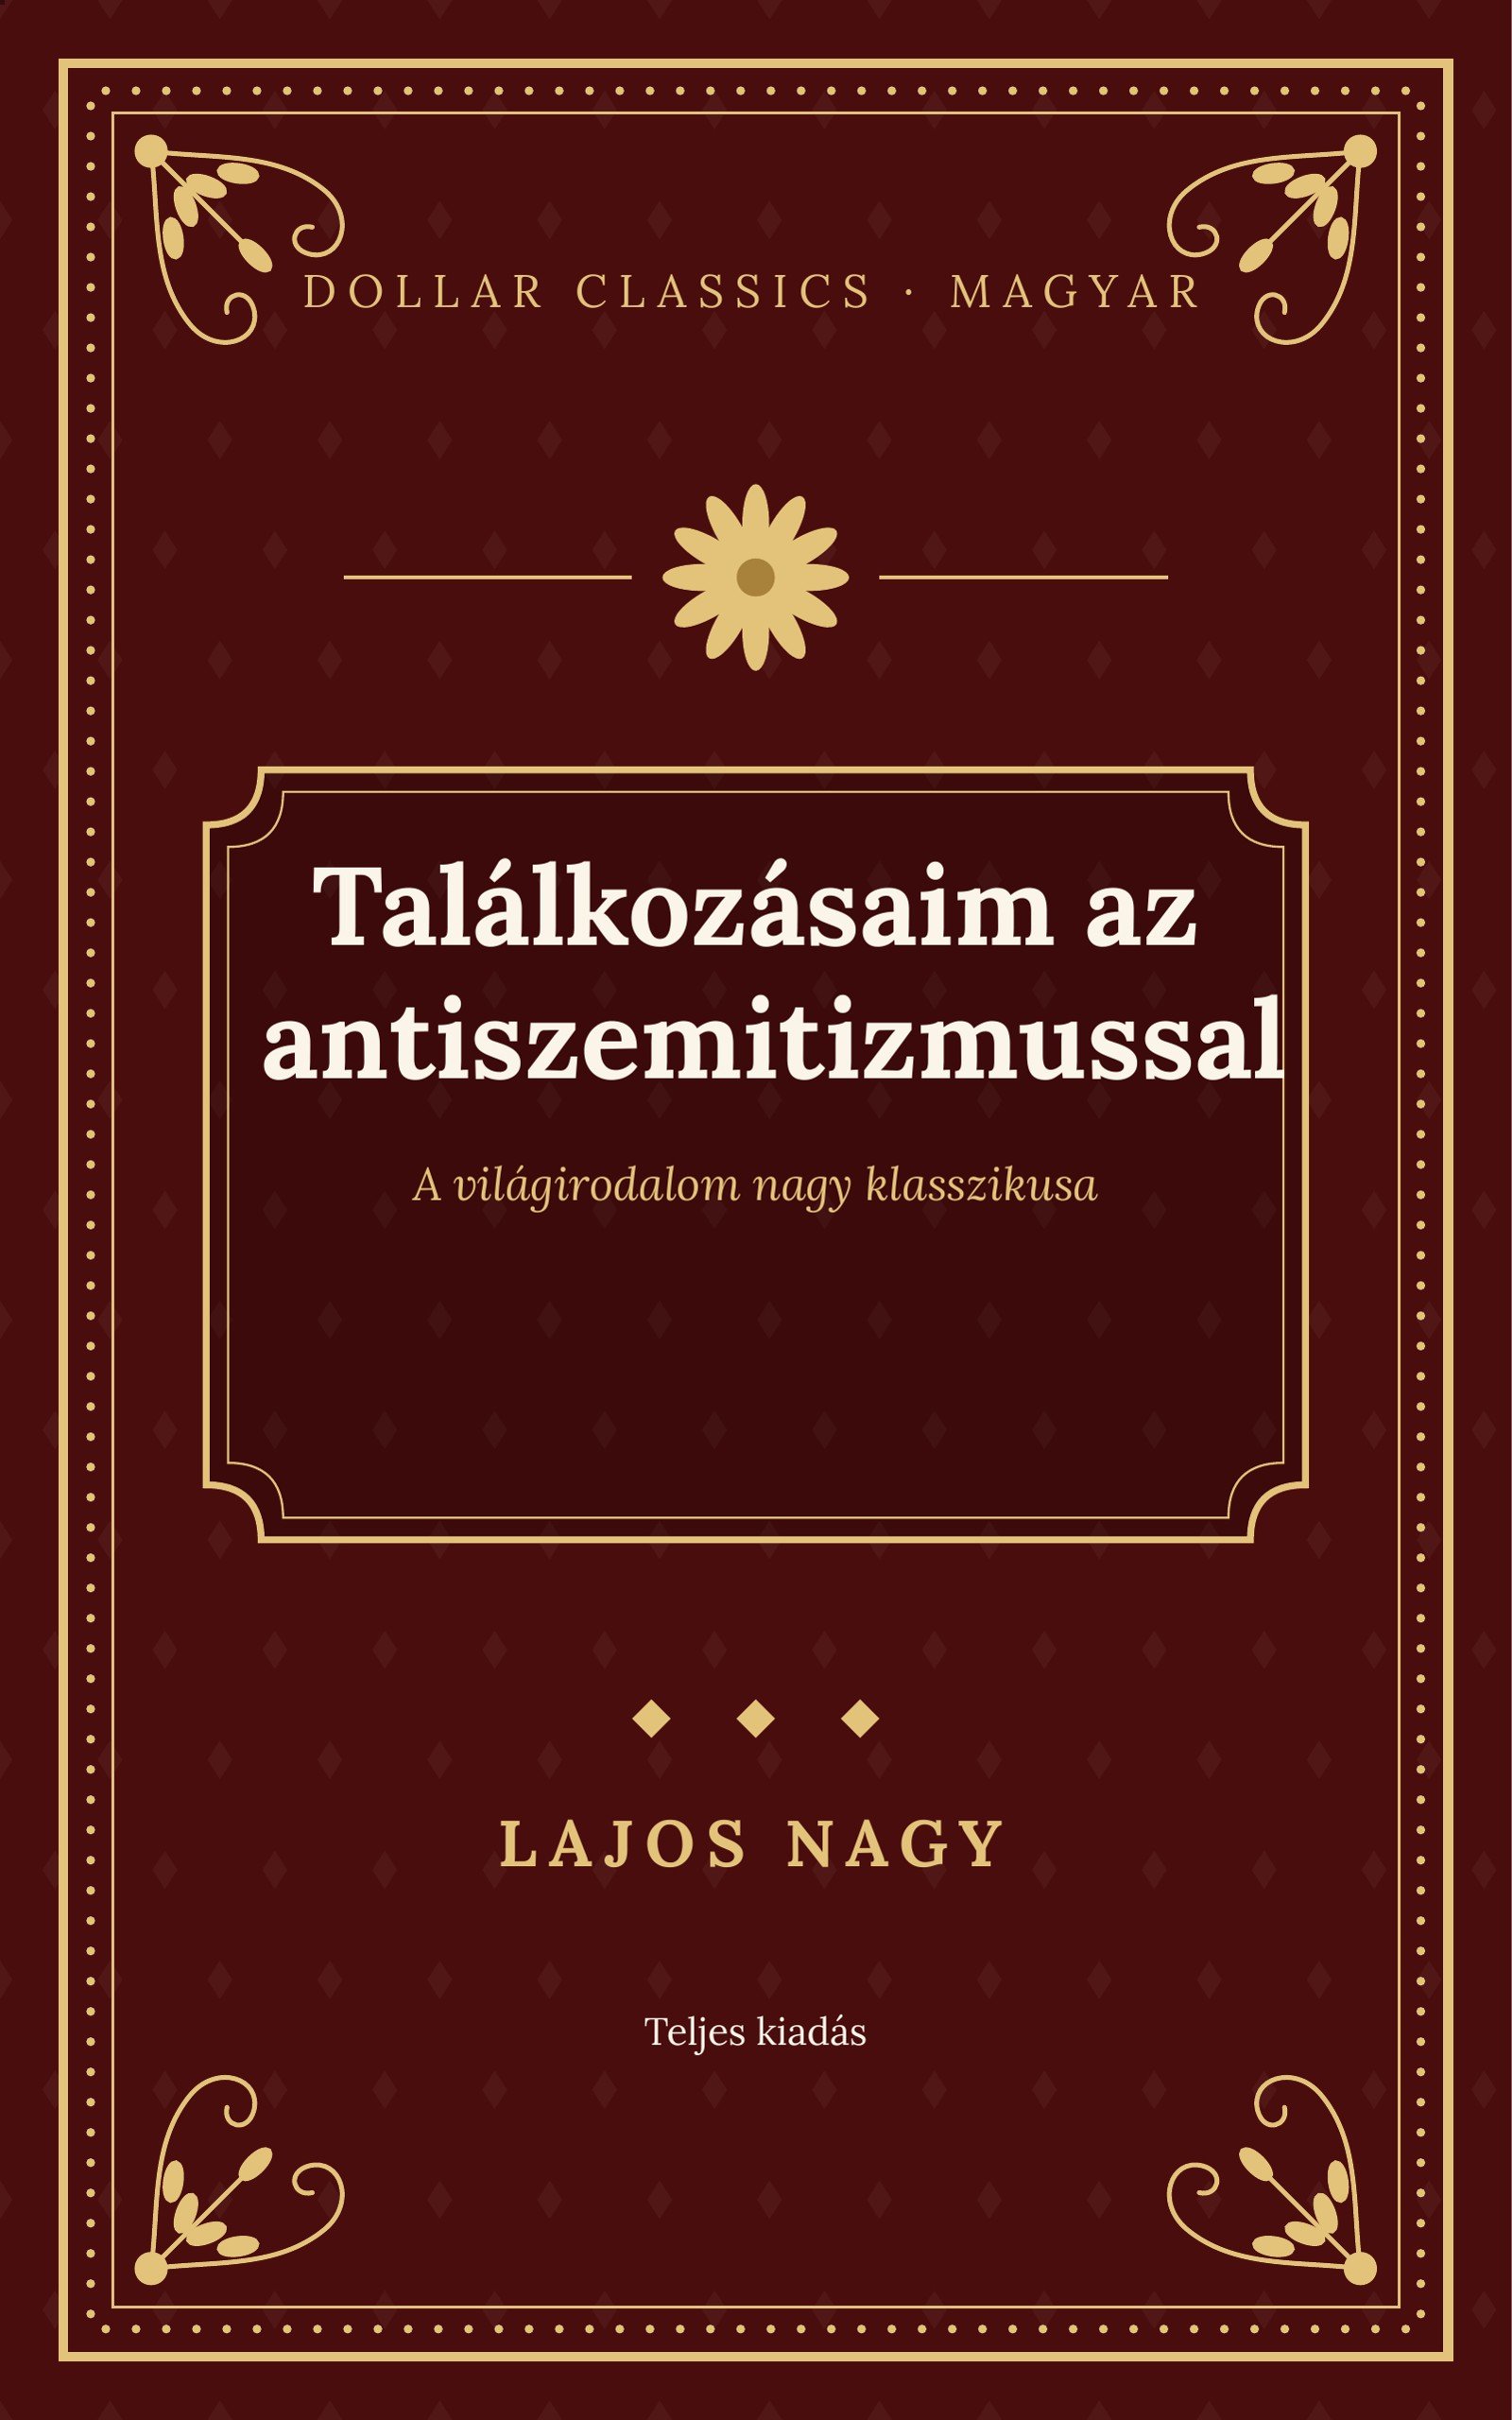 DOLLAR CLASSICS · MAGYAR
Találkozásaim az
antiszemitizmussal
A világirodalom nagy klasszikusa
LAJOS NAGY
Teljes kiadás